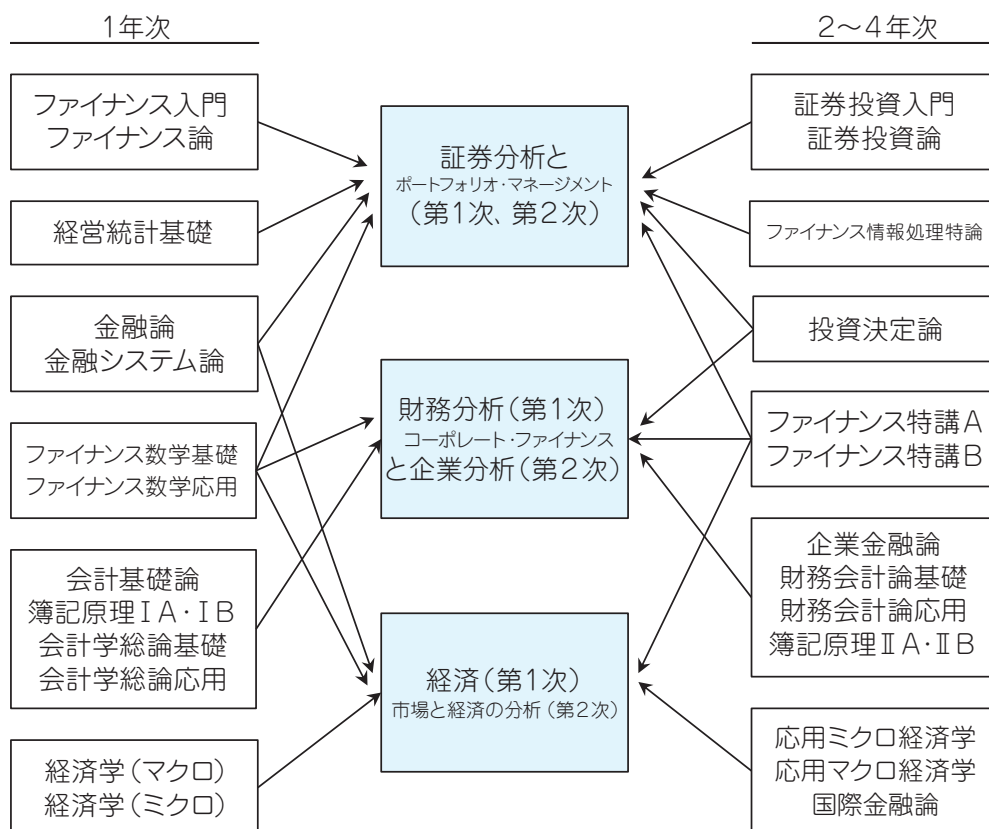 1年次
ファイナンス入門
ファイナンス論
経営統計基礎
金融論
金融システム論
ファイナンス数学基礎
ファイナンス数学応用
会計基礎論
簿記原理ⅠA・ⅠB
会計学総論基礎
会計学総論応用
経済学(マクロ)
経済学(ミクロ)
証券分析と
ポートフォリオ・マネージメント
(第1次、第2次)
財務分析(第1次)
コーポレート・ファイナンス
と企業分析(第2次)
経済(第1次)
市場と経済の分析(第2次)
2〜4年次
証券投資入門
証券投資論
ファイナンス情報処理特論
投資決定論
ファイナンス特講A
ファイナンス特講B
企業金融論
財務会計論基礎
財務会計論応用
簿記原理ⅡA・ⅡB
応用ミクロ経済学
応用マクロ経済学
国際金融論